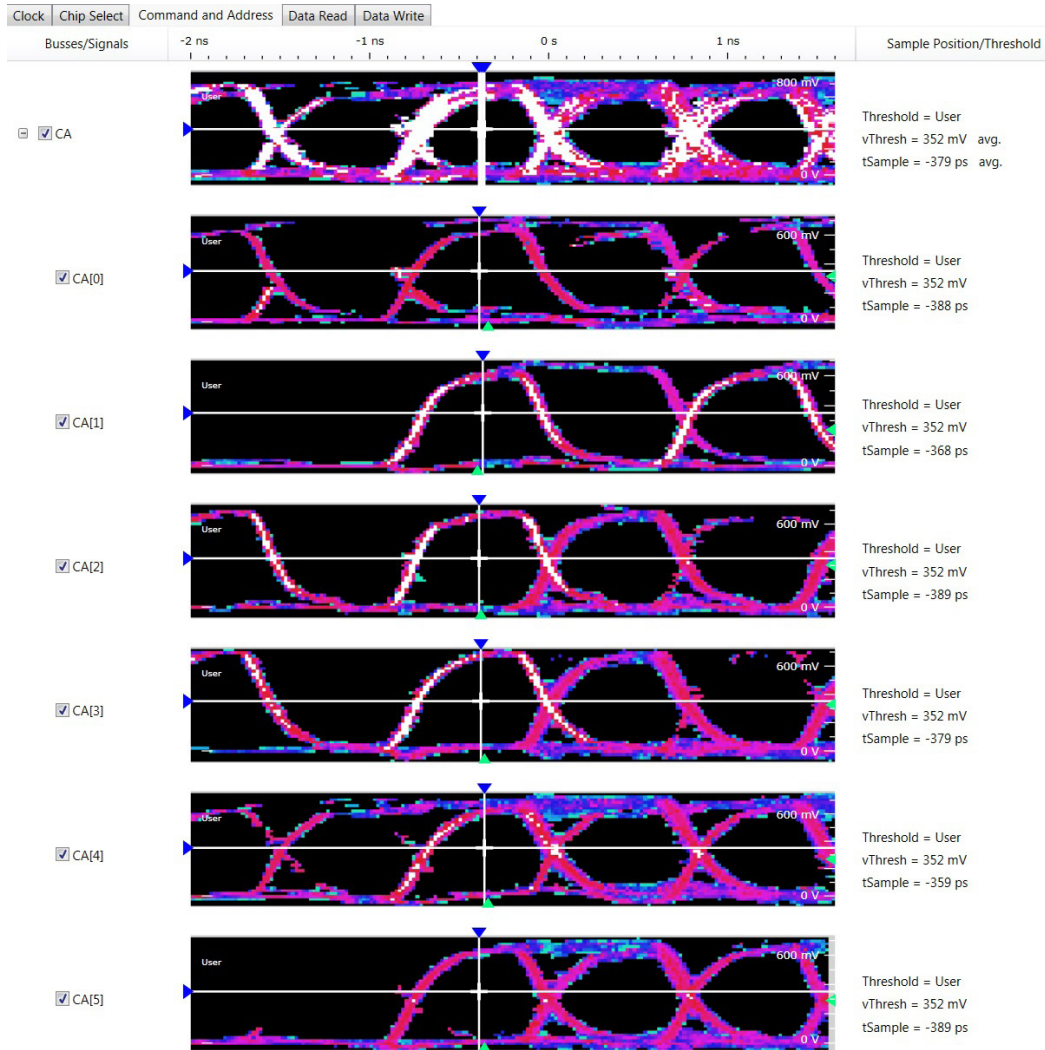 Clock Chip Select Command and Address Data Read Data Write
Busses/Signals -2 ns -1 ns 0 s 1 ns Sample Position/Threshold
User 800 mV
Threshold = User
CA vThresh = 352 mV avg.
tSample = -379 ps avg.
0 V
User 600 mV
Threshold = User
CA[0] vThresh = 352 mV
tSample = -388 ps
0 V
User 600 mV
Threshold = User
CA[1] vThresh = 352 mV
tSample = -368 ps
0 V
User 600 mV
Threshold = User
CA[2] vThresh = 352 mV
tSample = -389 ps
0 V
User 600 mV
Threshold = User
CA[3] vThresh = 352 mV
tSample = -379 ps
0 V
User 600 mV
Threshold = User
CA[4] vThresh = 352 mV
tSample = -359 ps
0 V
User 600 mV
Threshold = User
CA[5] vThresh = 352 mV
tSample = -389 ps
0 V